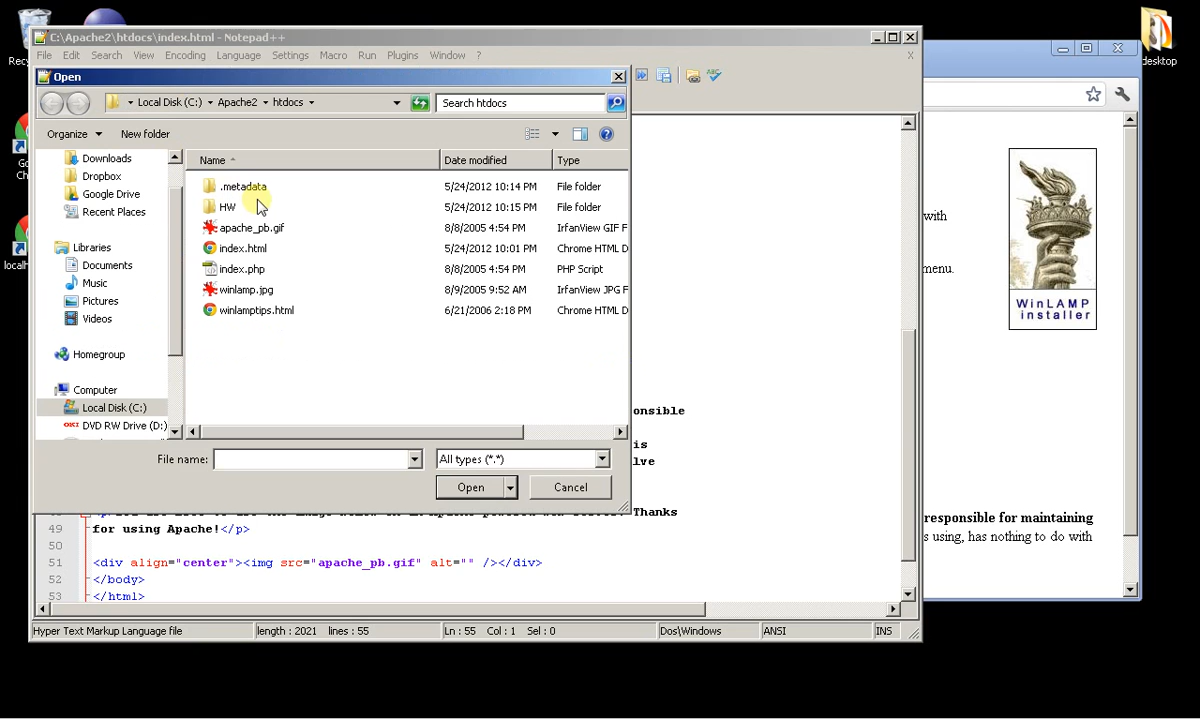 Recy
C:\Apache2\htdocs\index.html - Notepad++
File Edit Search View Encoding Language Settings Macro Run Plugins Window ?
X
desktop
Open
Local Disk (C:) Apache2 htdocs
Search htdocs
Organize New folder
Name Date modified Type
Downloads
Dropbox
Google Drive
Recent Places
Libraries
Documents
Music
Pictures
Videos
Homegroup
Computer
Local Disk (C:)
DVD RW Drive (D:)
.metadata 5/24/2012 10:14 PM File folder
HW 5/24/2012 10:15 PM File folder
apache_pb.gif 8/8/2005 4:54 PM IrfanView GIF F
index.html 5/24/2012 10:01 PM Chrome HTML D
index.php 8/8/2005 4:54 PM PHP Script
winlamp.jpg 8/9/2005 9:52 AM IrfanView JPG F
winlamptips.html 6/21/2006 2:18 PM Chrome HTML D
Go
Ch
localh
File name:
All types (*.*)
Open Cancel
with
menu.
WinLAMP
installer
onsible
is
lve
Thanks
49 for using Apache!</p>
50
51 <div align="center"><img src="apache_pb.gif" alt="" /></div>
52 </body>
53 </html>
responsible for maintaining
s using, has nothing to do with
Hyper Text Markup Language file length : 2021 lines : 55 Ln : 55 Col : 1 Sel : 0 Dos\Windows ANSI INS